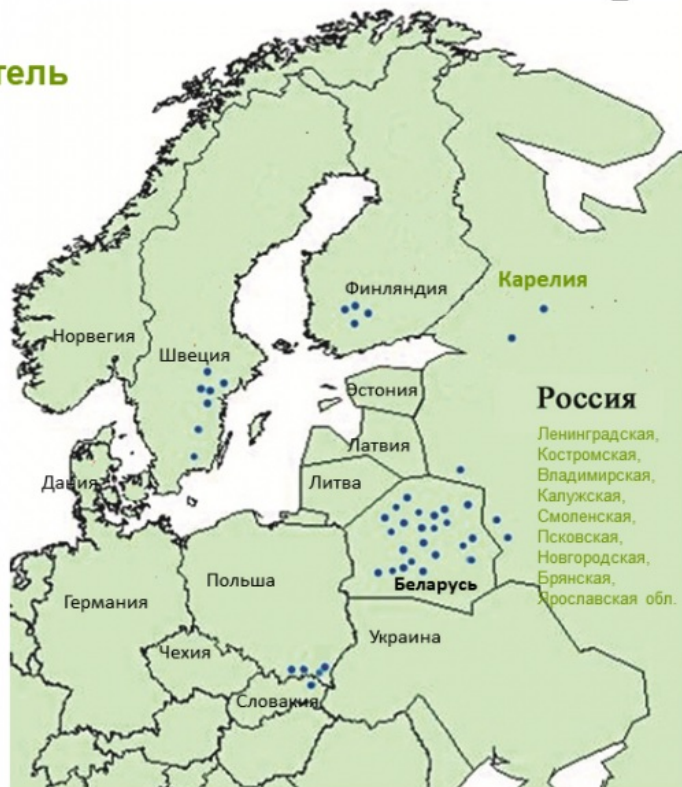 тель
Финляндия
Карелия
Норвегия
Швеция
Эстония
Россия
Ленинградская,
Костромская,
Владимирская,
Калужская,
Смоленская,
Псковская,
Новгородская,
Брянская,
Ярославская обл.
Латвия
Дания
Литва
Беларусь
Польша
Германия
Украина
Чехия
Словакия